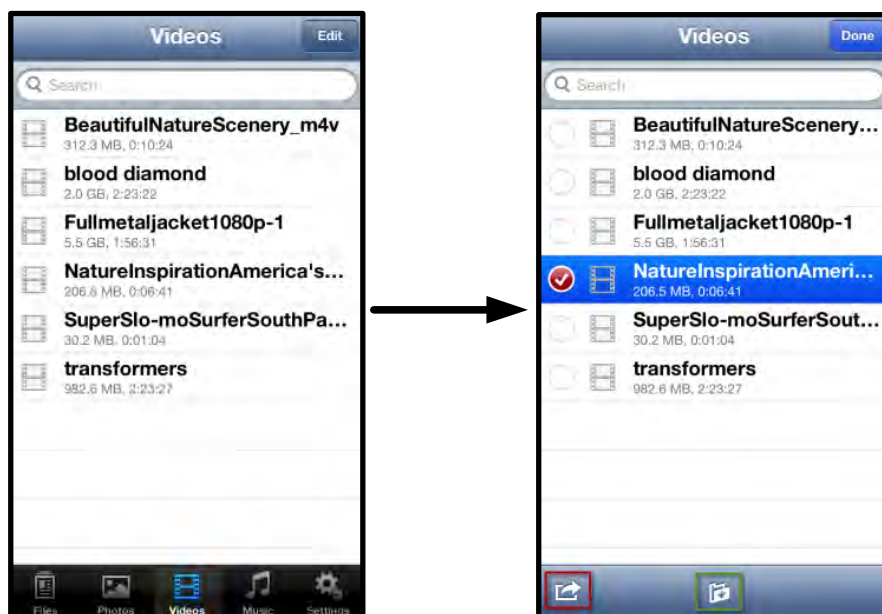 Videos
Edit
Search
BeautifulNatureScenery_m4v
312.3 MB, 0:10:24
blood diamond
2.0 GB, 2:23:22
Fullmetaljacket1080p-1
5.5 GB, 1:56:31
NatureInspirationAmerica's...
206.5 MB, 0:06:41
SuperSlo-moSurferSouthPa...
30.2 MB, 0:01:04
transformers
982.6 MB, 2:23:27
Files
Photos
Videos
Music
Settings
Videos
Done
Search
BeautifulNatureScenery...
312.3 MB, 0:10:24
blood diamond
2.0 GB, 2:23:22
Fullmetaljacket1080p-1
5.5 GB, 1:56:31
NatureInspirationAmeri...
206.5 MB, 0:06:41
SuperSlo-moSurferSout...
30.2 MB, 0:01:04
transformers
982.6 MB, 2:23:27